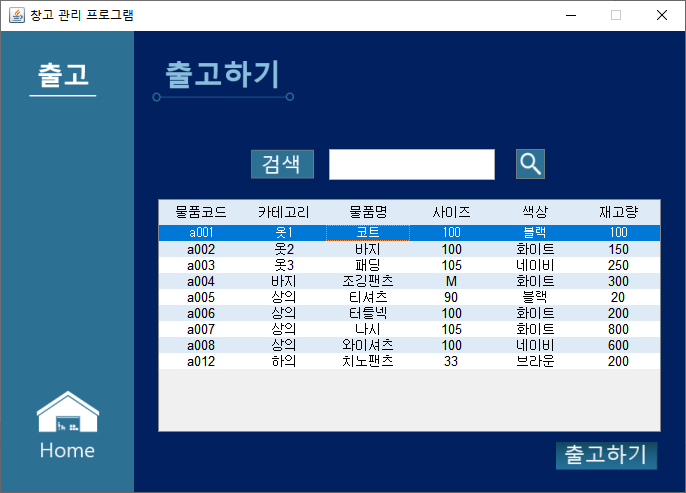 창고 관리 프로그램
출고
출고하기
검색
물품코드 카테고리 물품명 사이즈 색상 재고량
a001 옷1 코트 100 블랙 100
a002 옷2 바지 100 화이트 150
a003 옷3 패딩 105 네이비 250
a004 바지 조깅팬츠 M 화이트 300
a005 상의 티셔츠 90 블랙 20
a006 상의 터틀넥 100 화이트 200
a007 상의 나시 105 화이트 800
a008 상의 와이셔츠 100 네이비 600
a012 하의 치노팬츠 33 브라운 200
Home
출고하기